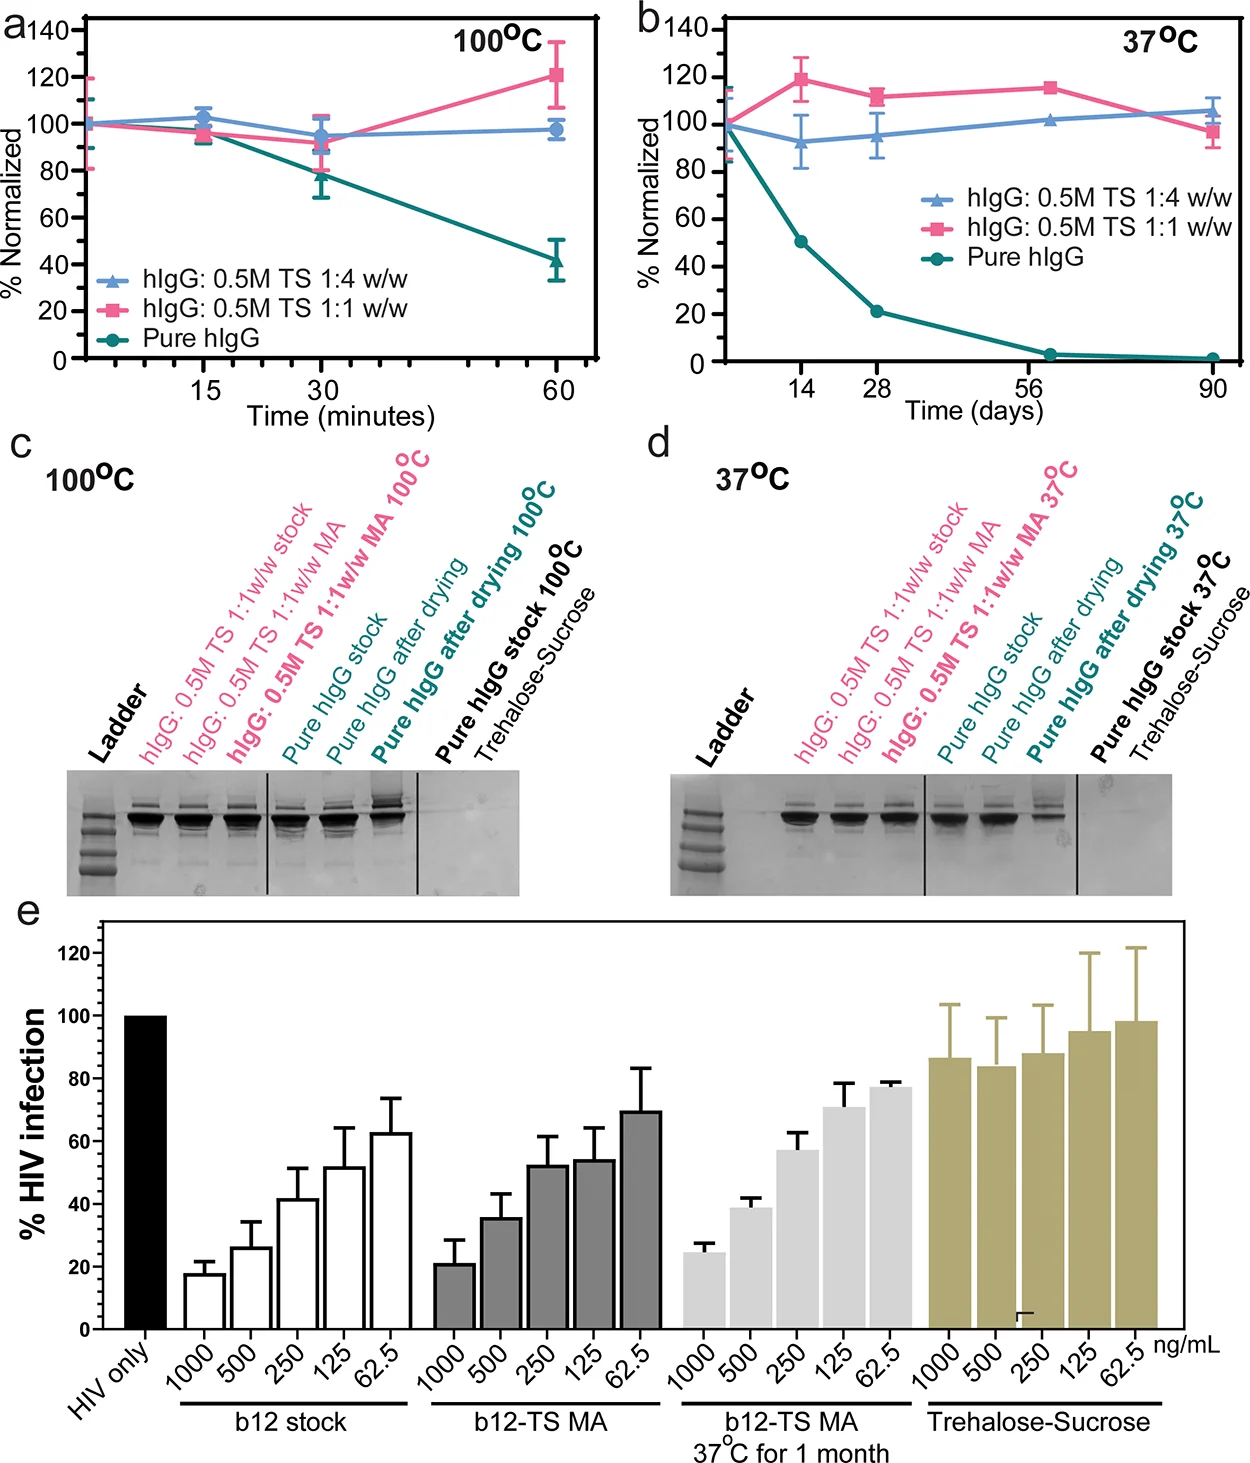 a
100°C
% Normalized
140
120
100
80
60
40
20
0
hIgG: 0.5M TS 1:4 w/w
hIgG: 0.5M TS 1:1 w/w
Pure hIgG
15 30 60
Time (minutes)
b
37°C
% Normalized
140
120
100
80
60
40
20
0
hIgG: 0.5M TS 1:4 w/w
hIgG: 0.5M TS 1:1 w/w
Pure hIgG
14 28 56 90
Time (days)
c
100°C
Ladder
hIgG: 0.5M TS 1:1w/w stock
hIgG: 0.5M TS 1:1w/w MA
hIgG: 0.5M TS 1:1w/w MA 100°C
Pure hIgG stock
Pure hIgG after drying
Pure hIgG after drying 100°C
Pure hIgG stock 100°C
Trehalose-Sucrose
d
37°C
Ladder
hIgG: 0.5M TS 1:1w/w stock
hIgG: 0.5M TS 1:1w/w MA
hIgG: 0.5M TS 1:1w/w MA 37°C
Pure hIgG stock
Pure hIgG after drying
Pure hIgG after drying 37°C
Pure hIgG stock 37°C
Trehalose-Sucrose
e
% HIV infection
120
100
80
60
40
20
0
HIV only
1000 500 250 125 62.5
b12 stock
1000 500 250 125 62.5
b12-TS MA
1000 500 250 125 62.5
b12-TS MA
37°C for 1 month
1000 500 250 125 62.5 ng/mL
Trehalose-Sucrose